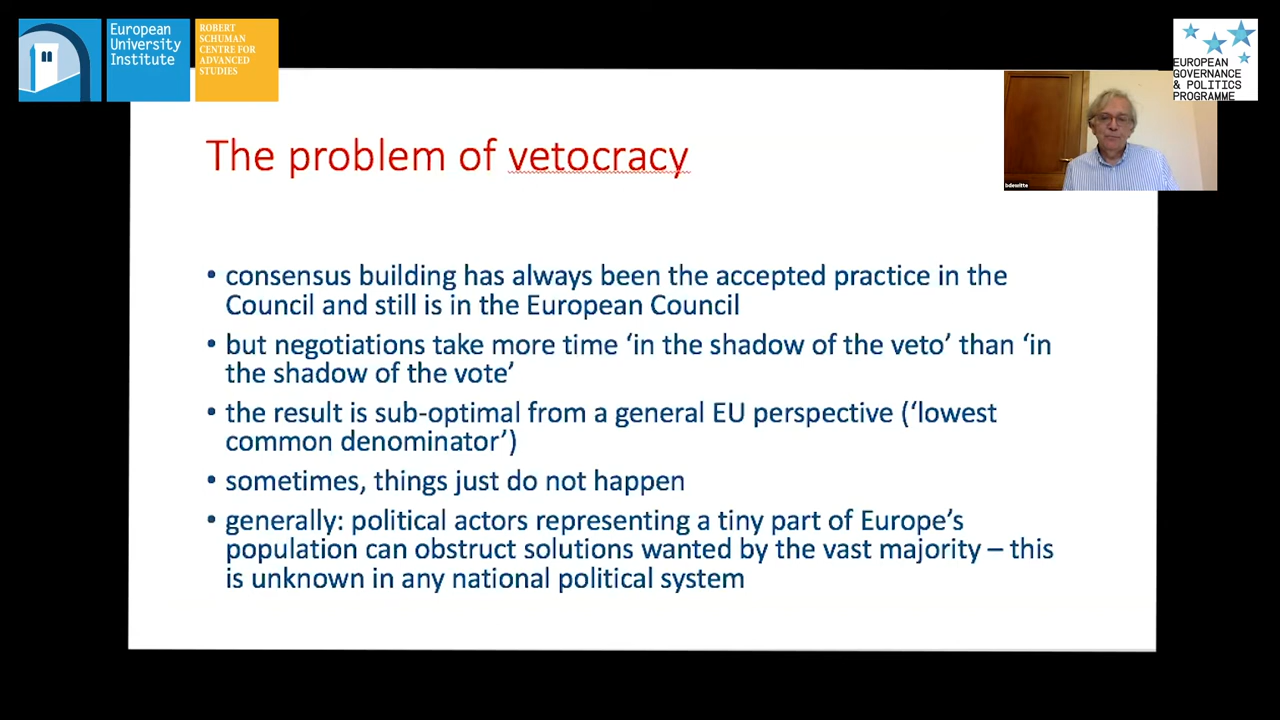 European
University
Institute
ROBERT
SCHUMAN
CENTRE FOR
ADVANCED
STUDIES
EUROPEAN
GOVERNANCE
& POLITICS
PROGRAMME
bdewitte
The problem of vetocracy
• consensus building has always been the accepted practice in the
Council and still is in the European Council
• but negotiations take more time ‘in the shadow of the veto’ than ‘in
the shadow of the vote’
• the result is sub-optimal from a general EU perspective (‘lowest
common denominator’)
• sometimes, things just do not happen
• generally: political actors representing a tiny part of Europe’s
population can obstruct solutions wanted by the vast majority – this
is unknown in any national political system